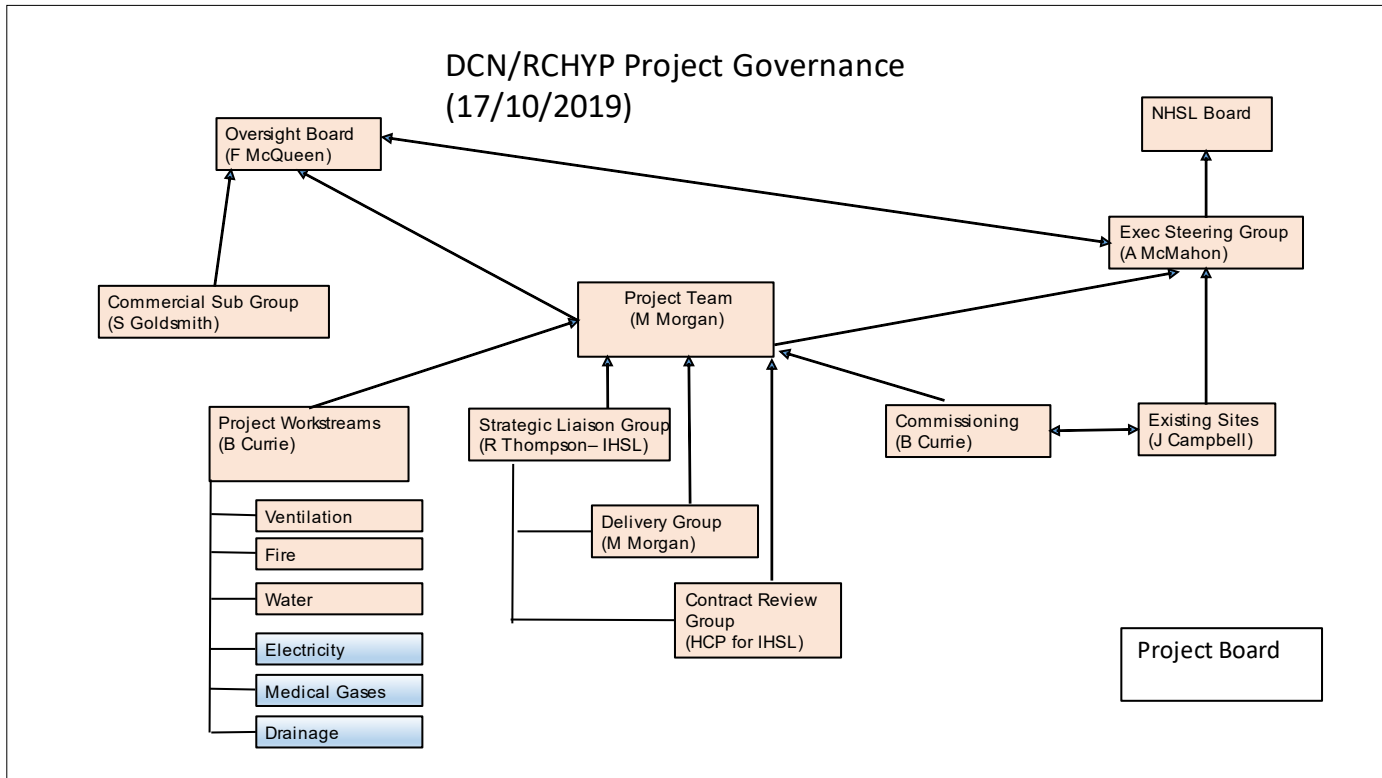 DCN/RCHYP Project Governance
(17/10/2019)
Oversight Board
(F McQueen)
NHSL Board
Exec Steering Group
(A McMahon)
Commercial Sub Group
(S Goldsmith)
Project Team
(M Morgan)
Project Workstreams
(B Currie)
Strategic Liaison Group
(R Thompson– IHSL)
Commissioning
(B Currie)
Existing Sites
(J Campbell)
Ventilation
Fire
Water
Electricity
Medical Gases
Drainage
Delivery Group
(M Morgan)
Contract Review
Group
(HCP for IHSL)
Project Board